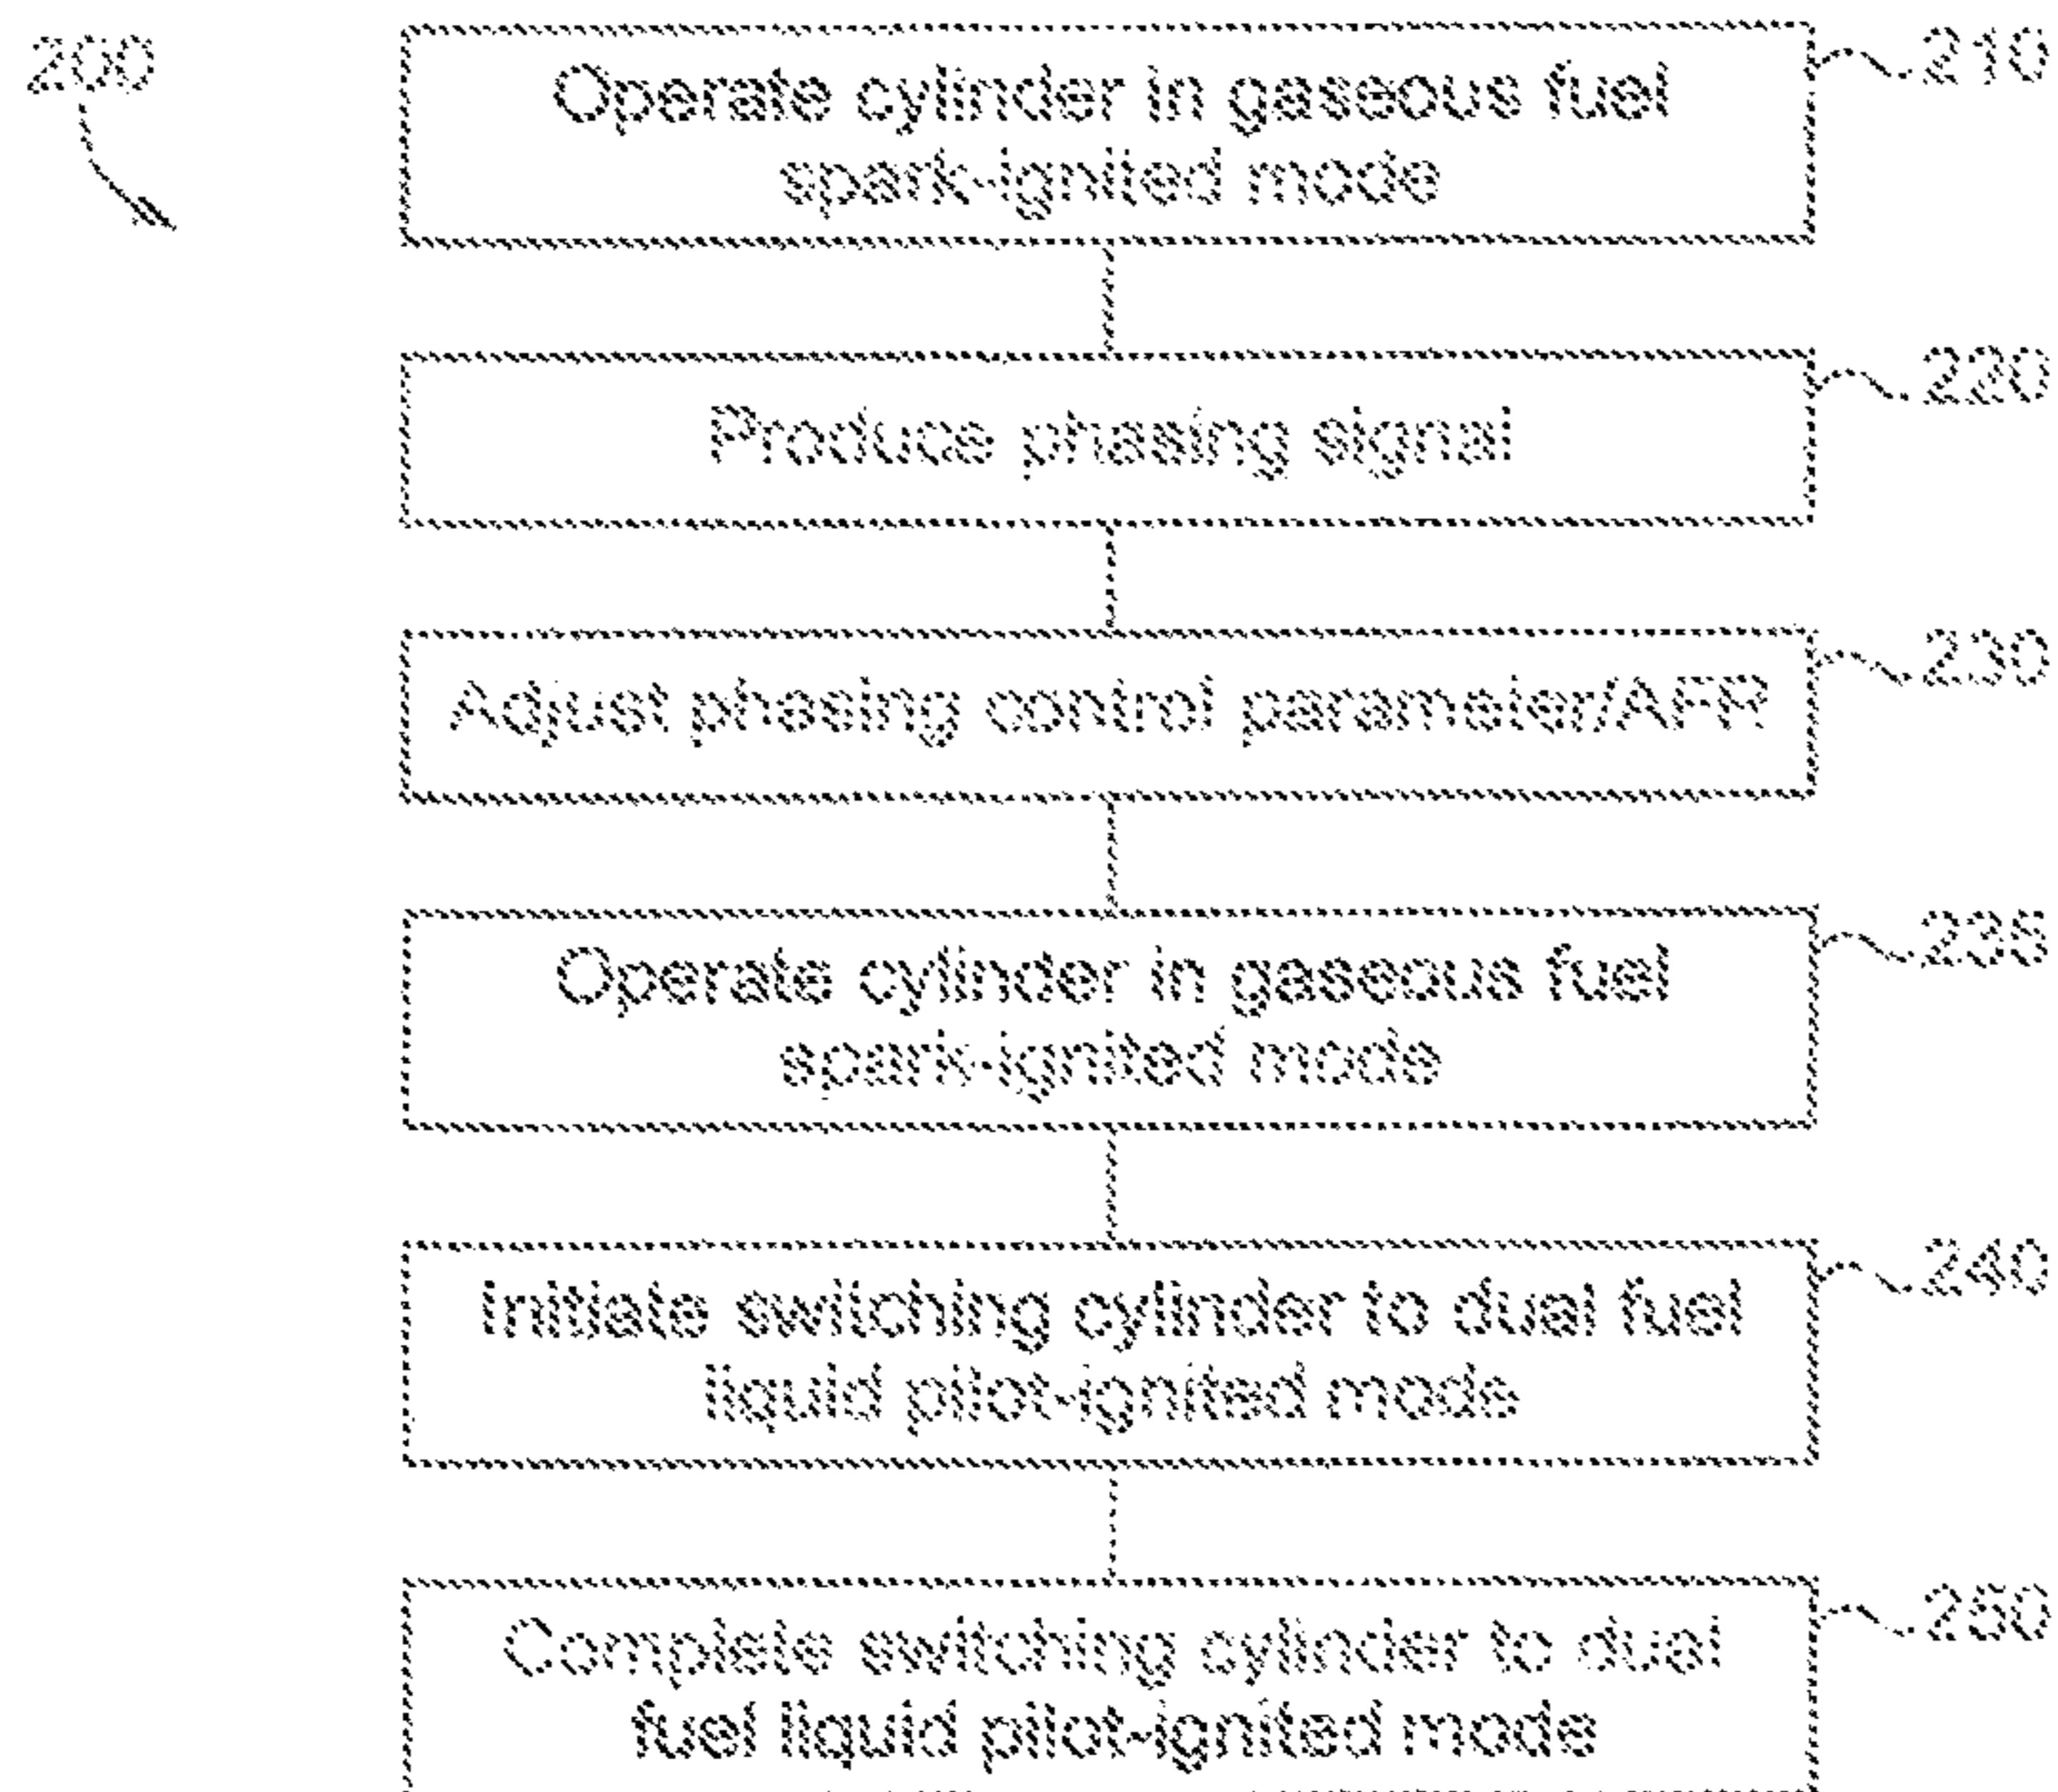 200
Operate cylinder in gaseous fuel
spark-ignited mode
210
Produce phasing signal
220
Adjust phasing control parameter/AFR
230
Operate cylinder in gaseous fuel
spark-ignited mode
235
Initiate switching cylinder to dual fuel
liquid pilot-ignited mode
240
Complete switching cylinder to dual
fuel liquid pilot-ignited mode
250